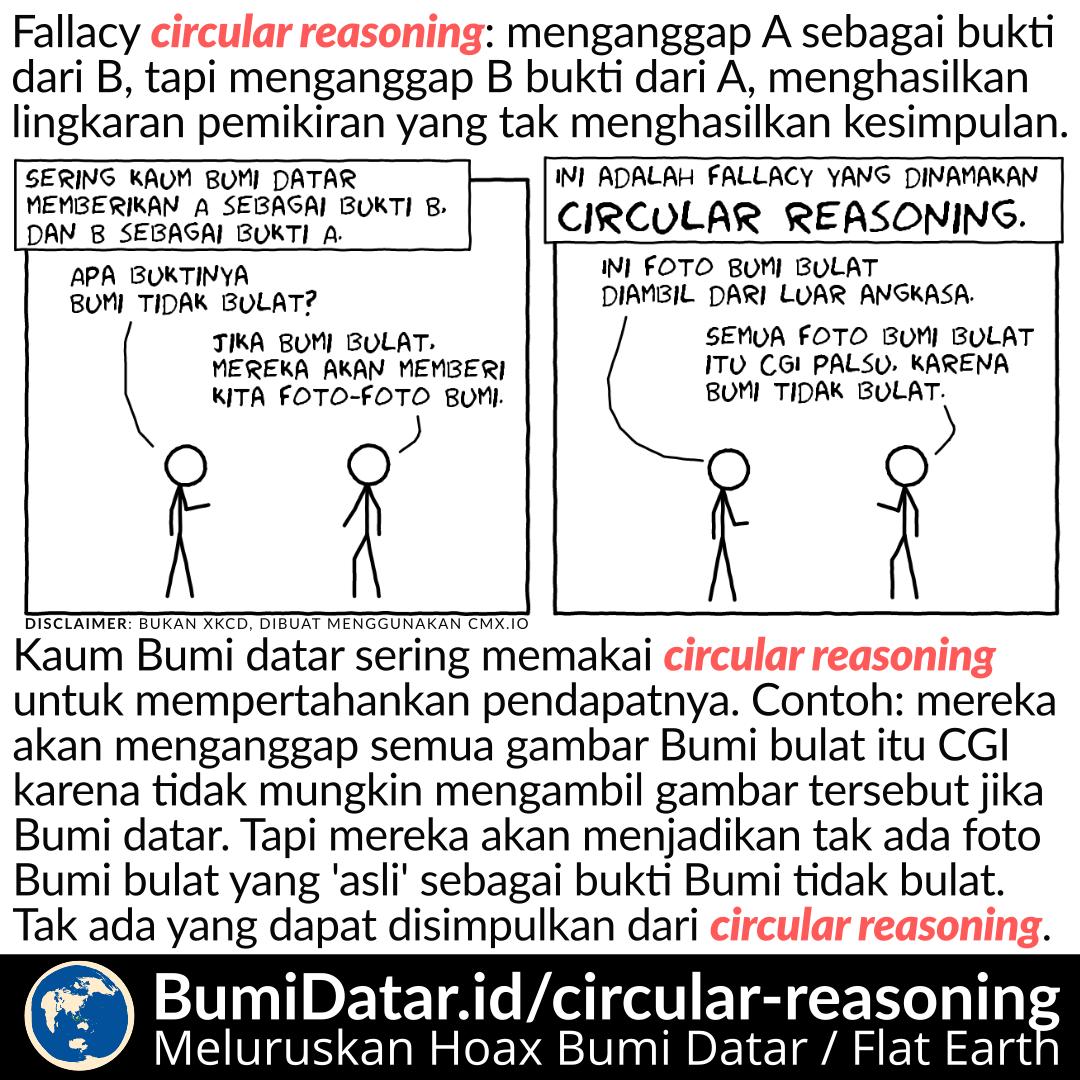 Fallacy circular reasoning: menganggap A sebagai bukti
dari B, tapi menganggap B bukti dari A, menghasilkan
lingkaran pemikiran yang tak menghasilkan kesimpulan.
SERING KAUM BUMI DATAR
MEMBERIKAN A SEBAGAI BUKTI B,
DAN B SEBAGAI BUKTI A.
APA BUKTINYA
BUMI TIDAK BULAT?
JIKA BUMI BULAT,
MEREKA AKAN MEMBERI
KITA FOTO-FOTO BUMI.
INI ADALAH FALLACY YANG DINAMAKAN
CIRCULAR REASONING.
INI FOTO BUMI BULAT
DIAMBIL DARI LUAR ANGKASA.
SEMUA FOTO BUMI BULAT
ITU CGI PALSU, KARENA
BUMI TIDAK BULAT.
DISCLAIMER: BUKAN XKCD, DIBUAT MENGGUNAKAN CMX.IO
Kaum Bumi datar sering memakai circular reasoning
untuk mempertahankan pendapatnya. Contoh: mereka
akan menganggap semua gambar Bumi bulat itu CGI
karena tidak mungkin mengambil gambar tersebut jika
Bumi datar. Tapi mereka akan menjadikan tak ada foto
Bumi bulat yang 'asli' sebagai bukti Bumi tidak bulat.
Tak ada yang dapat disimpulkan dari circular reasoning.
BumiDatar.id/circular-reasoning
Meluruskan Hoax Bumi Datar / Flat Earth